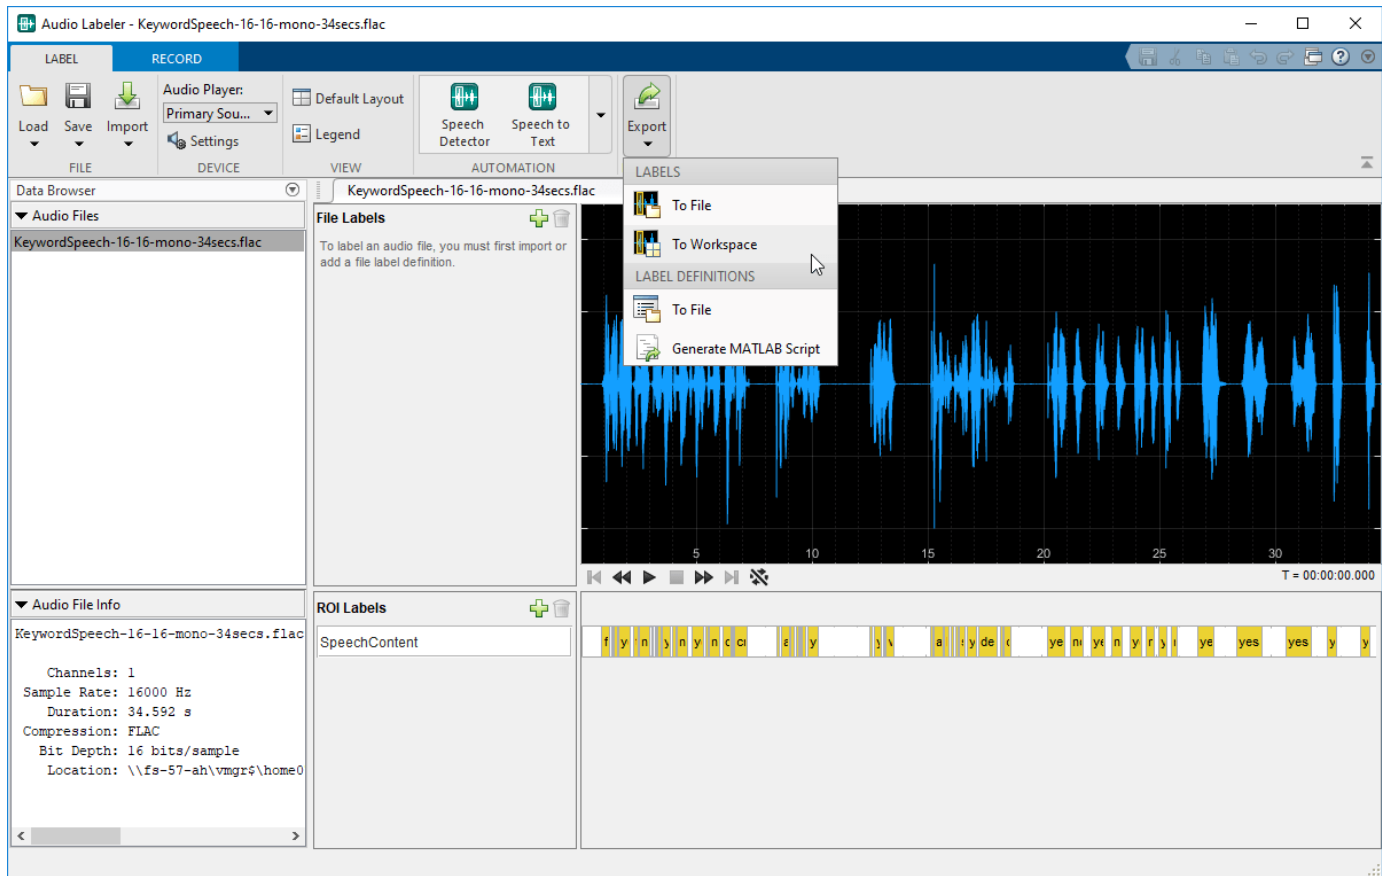 Audio Labeler - KeywordSpeech-16-16-mono-34secs.flac
LABEL
RECORD
Load
Save
Import
Audio Player:
Primary Sou...
Settings
Default Layout
Legend
Speech Detector
Speech to Text
Export
FILE
DEVICE
VIEW
AUTOMATION
LABELS
To File
To Workspace
LABEL DEFINITIONS
To File
Generate MATLAB Script
Data Browser
Audio Files
KeywordSpeech-16-16-mono-34secs.flac
KeywordSpeech-16-16-mono-34secs.flac
File Labels
To label an audio file, you must first import or
add a file label definition.
5 10 15 20 25 30
T = 00:00:00.000
Audio File Info
KeywordSpeech-16-16-mono-34secs.flac
Channels: 1
Sample Rate: 16000 Hz
Duration: 34.592 s
Compression: FLAC
Bit Depth: 16 bits/sample
Location: \\fs-57-ah\vmgr$\home0
ROI Labels
SpeechContent
f y n y n y n c a y y a y de ye ye n y r y ye yes yes y y